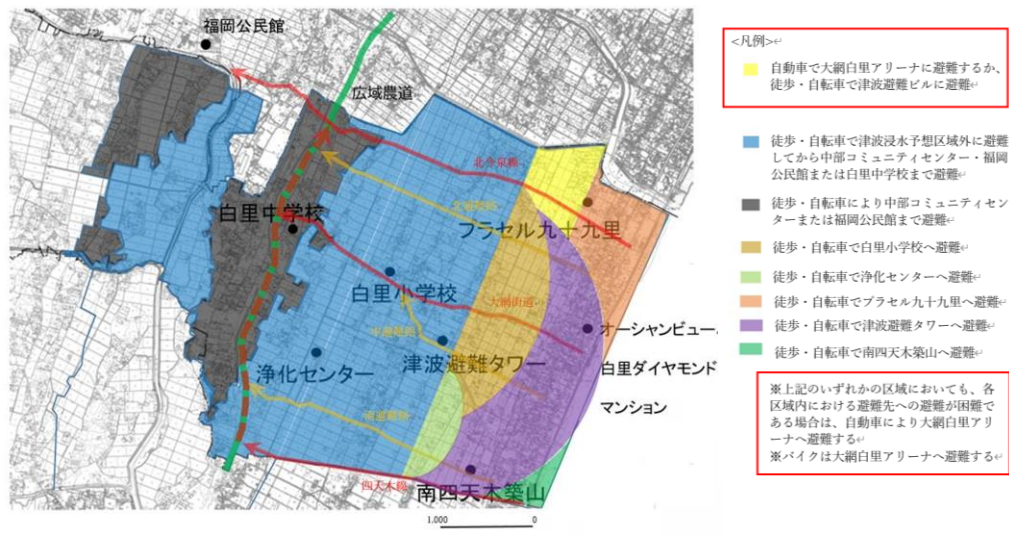 福岡公民館
広域農道
北今泉線
白里中学校
プラセル九十九里
白里小学校
大網街道
オーシャンビュー
津波避難タワー
浄化センター
白里ダイヤモンド
マンション
四天木線
南四天木築山
1,000 0
<凡例>
自動車で大網白里アリーナに避難するか、
徒歩・自転車で津波避難ビルに避難
徒歩・自転車で津波浸水予想区域外に避難
してから中部コミュニティセンター・福岡
公民館または白里中学校まで避難
徒歩・自転車により中部コミュニティセン
ターまたは福岡公民館まで避難
徒歩・自転車で白里小学校へ避難
徒歩・自転車で浄化センターへ避難
徒歩・自転車でプラセル九十九里へ避難
徒歩・自転車で津波避難タワーへ避難
徒歩・自転車で南四天木築山へ避難
※上記のいずれかの区域においても、各
区域内における避難先への避難が困難で
ある場合は、自動車により大網白里アリ
ーナへ避難する
※バイクは大網白里アリーナへ避難する